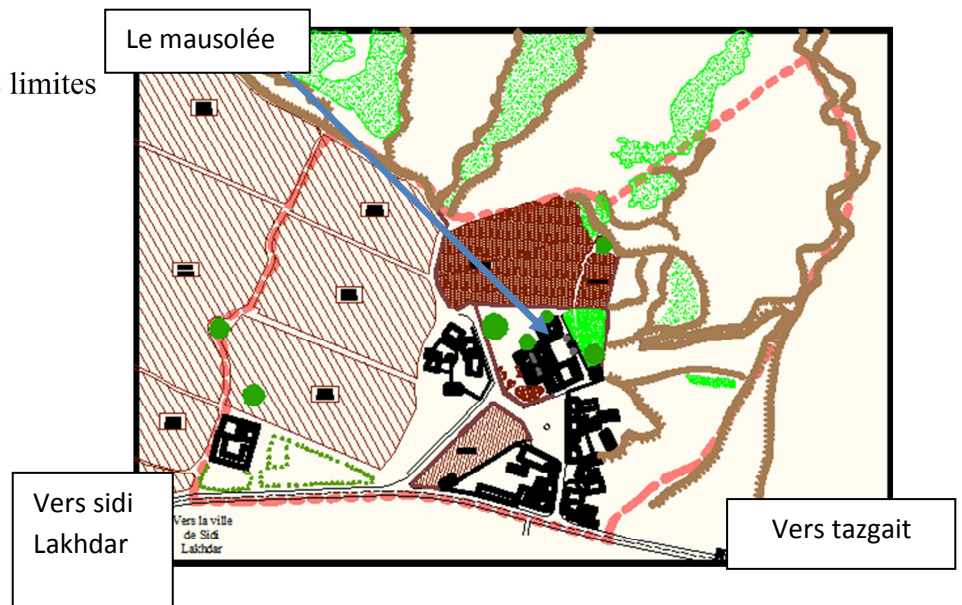 Le mausolée
limites
Vers sidi
Lakhdar
Vers la ville
de Sidi
Lakhdar
Vers tazgait